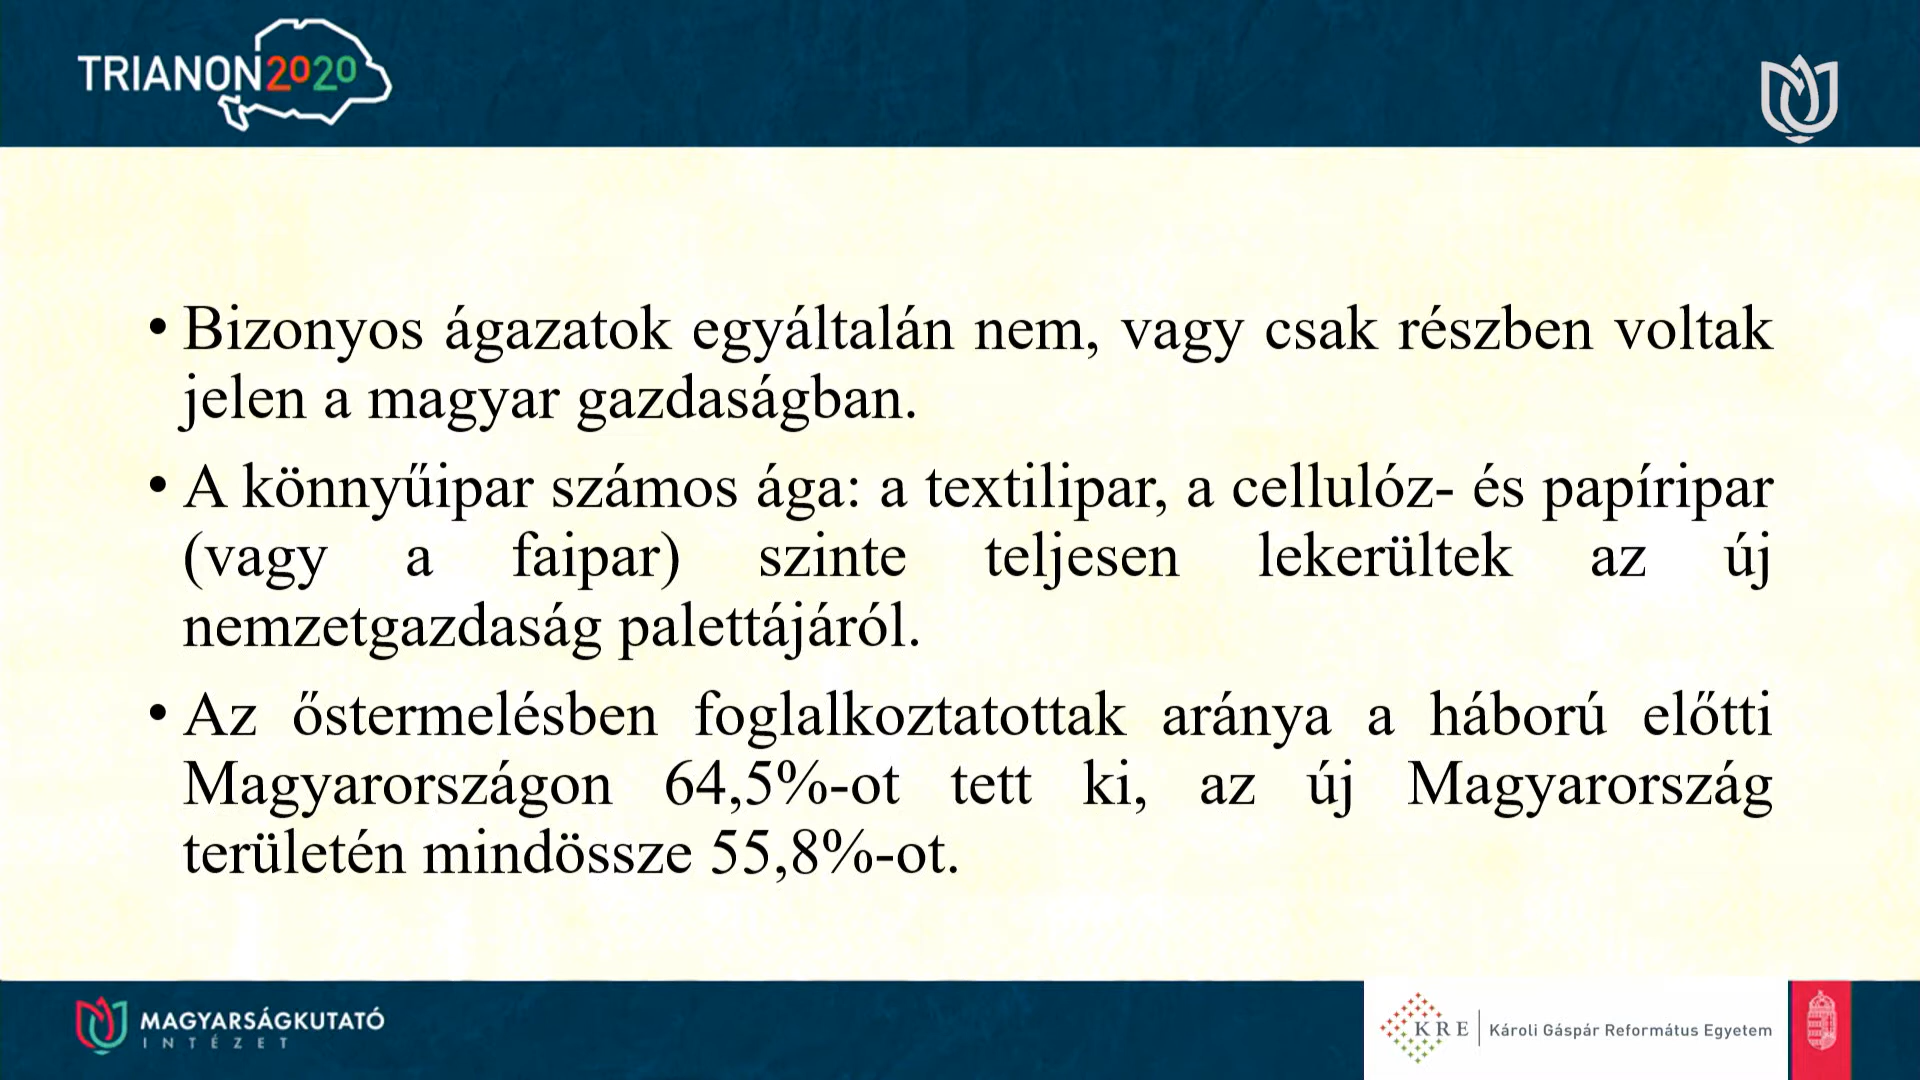 TRIANON2020
• Bizonyos ágazatok egyáltalán nem, vagy csak részben voltak
jelen a magyar gazdaságban.
• A könnyűipar számos ága: a textilipar, a cellulóz- és papíripar
(vagy a faipar) szinte teljesen lekerültek az új
nemzetgazdaság palettájáról.
• Az őstermelésben foglalkoztatottak aránya a háború előtti
Magyarországon 64,5%-ot tett ki, az új Magyarország
területén mindössze 55,8%-ot.
MAGYARSÁGKUTATÓ
INTÉZET
KRE
Károli Gáspár Református Egyetem